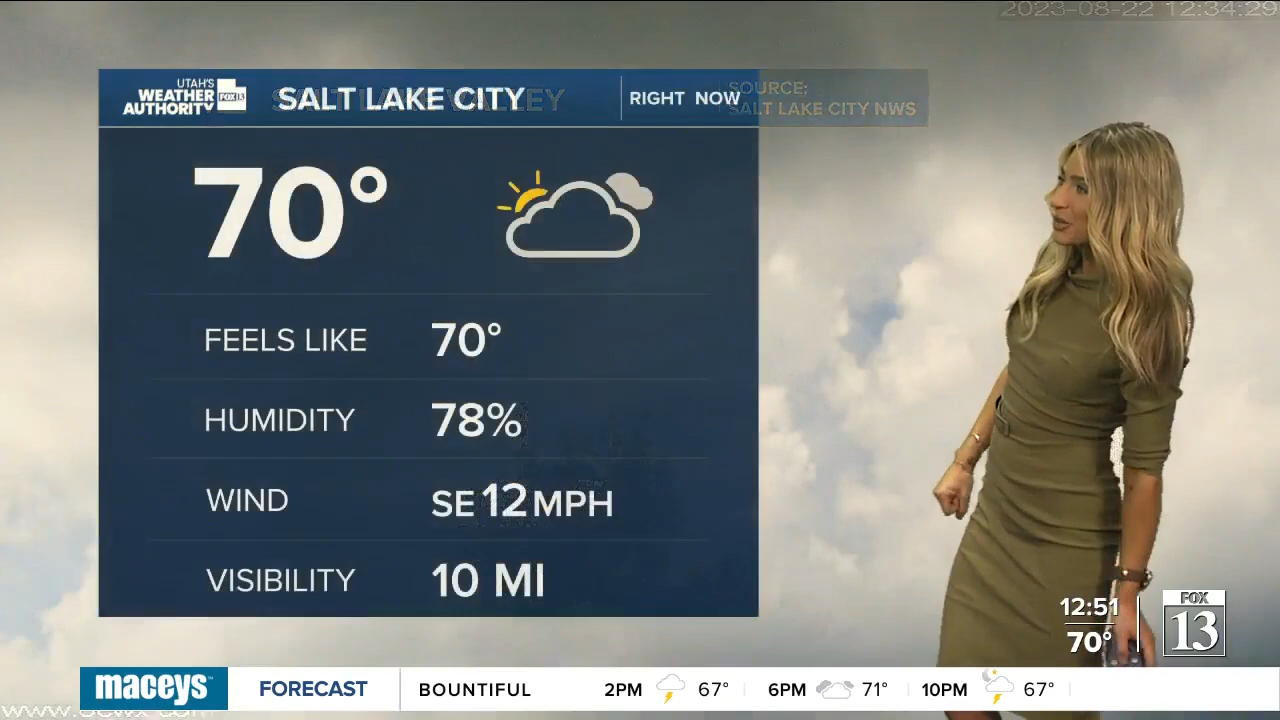 2023-08-22 12:34:29
UTAH'S
WEATHER
AUTHORITY
FOX 13
SALT LAKE CITY
RIGHT NOW
SOURCE:
SALT LAKE CITY NWS
70°
FEELS LIKE 70°
HUMIDITY 78%
WIND SE 12 MPH
VISIBILITY 10 MI
12:51
70°
FOX
13
maceys™ FORECAST BOUNTIFUL 2PM 67° 6PM 71° 10PM 67°